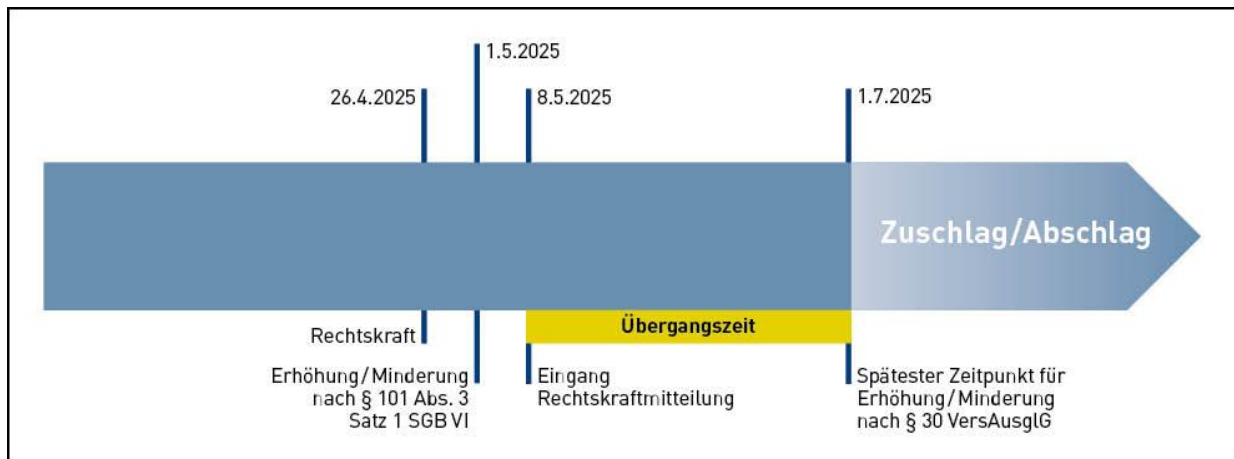 1.5.2025
26.4.2025
8.5.2025
1.7.2025
Zuschlag/Abschlag
Übergangszeit
Rechtskraft
Erhöhung/Minderung
nach § 101 Abs. 3
Satz 1 SGB VI
Eingang
Rechtskraftmitteilung
Spätester Zeitpunkt für
Erhöhung/Minderung
nach § 30 VersAusglG